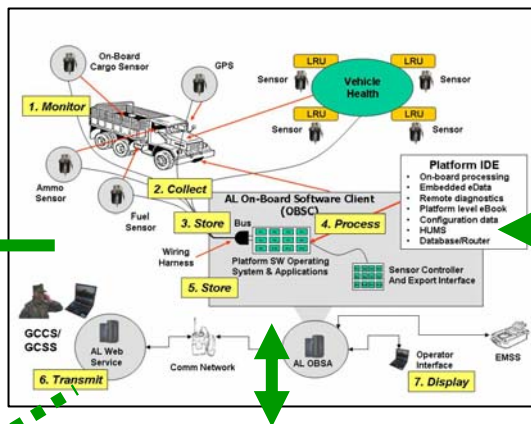 On-Board
Cargo Sensor
GPS
LRU
LRU
Sensor
Sensor
Vehicle
Health
1. Monitor
LRU
LRU
Sensor
Sensor
Ammo
Sensor
Fuel
Sensor
2. Collect
Platform IDE
• On-board processing
• Embedded eData
• Remote diagnostics
• Platform level eBook
• Configuration data
• HUMS
• Database/Router
AL On-Board Software Client
(OBSC)
3. Store
Bus
4. Process
Wiring
Harness
Platform SW Operating
System & Applications
Sensor Controller
And Export Interface
5. Store
GCCS/
GCSS
AL Web
Service
Comm Network
AL OBSA
Operator
Interface
EMSS
6. Transmit
7. Display